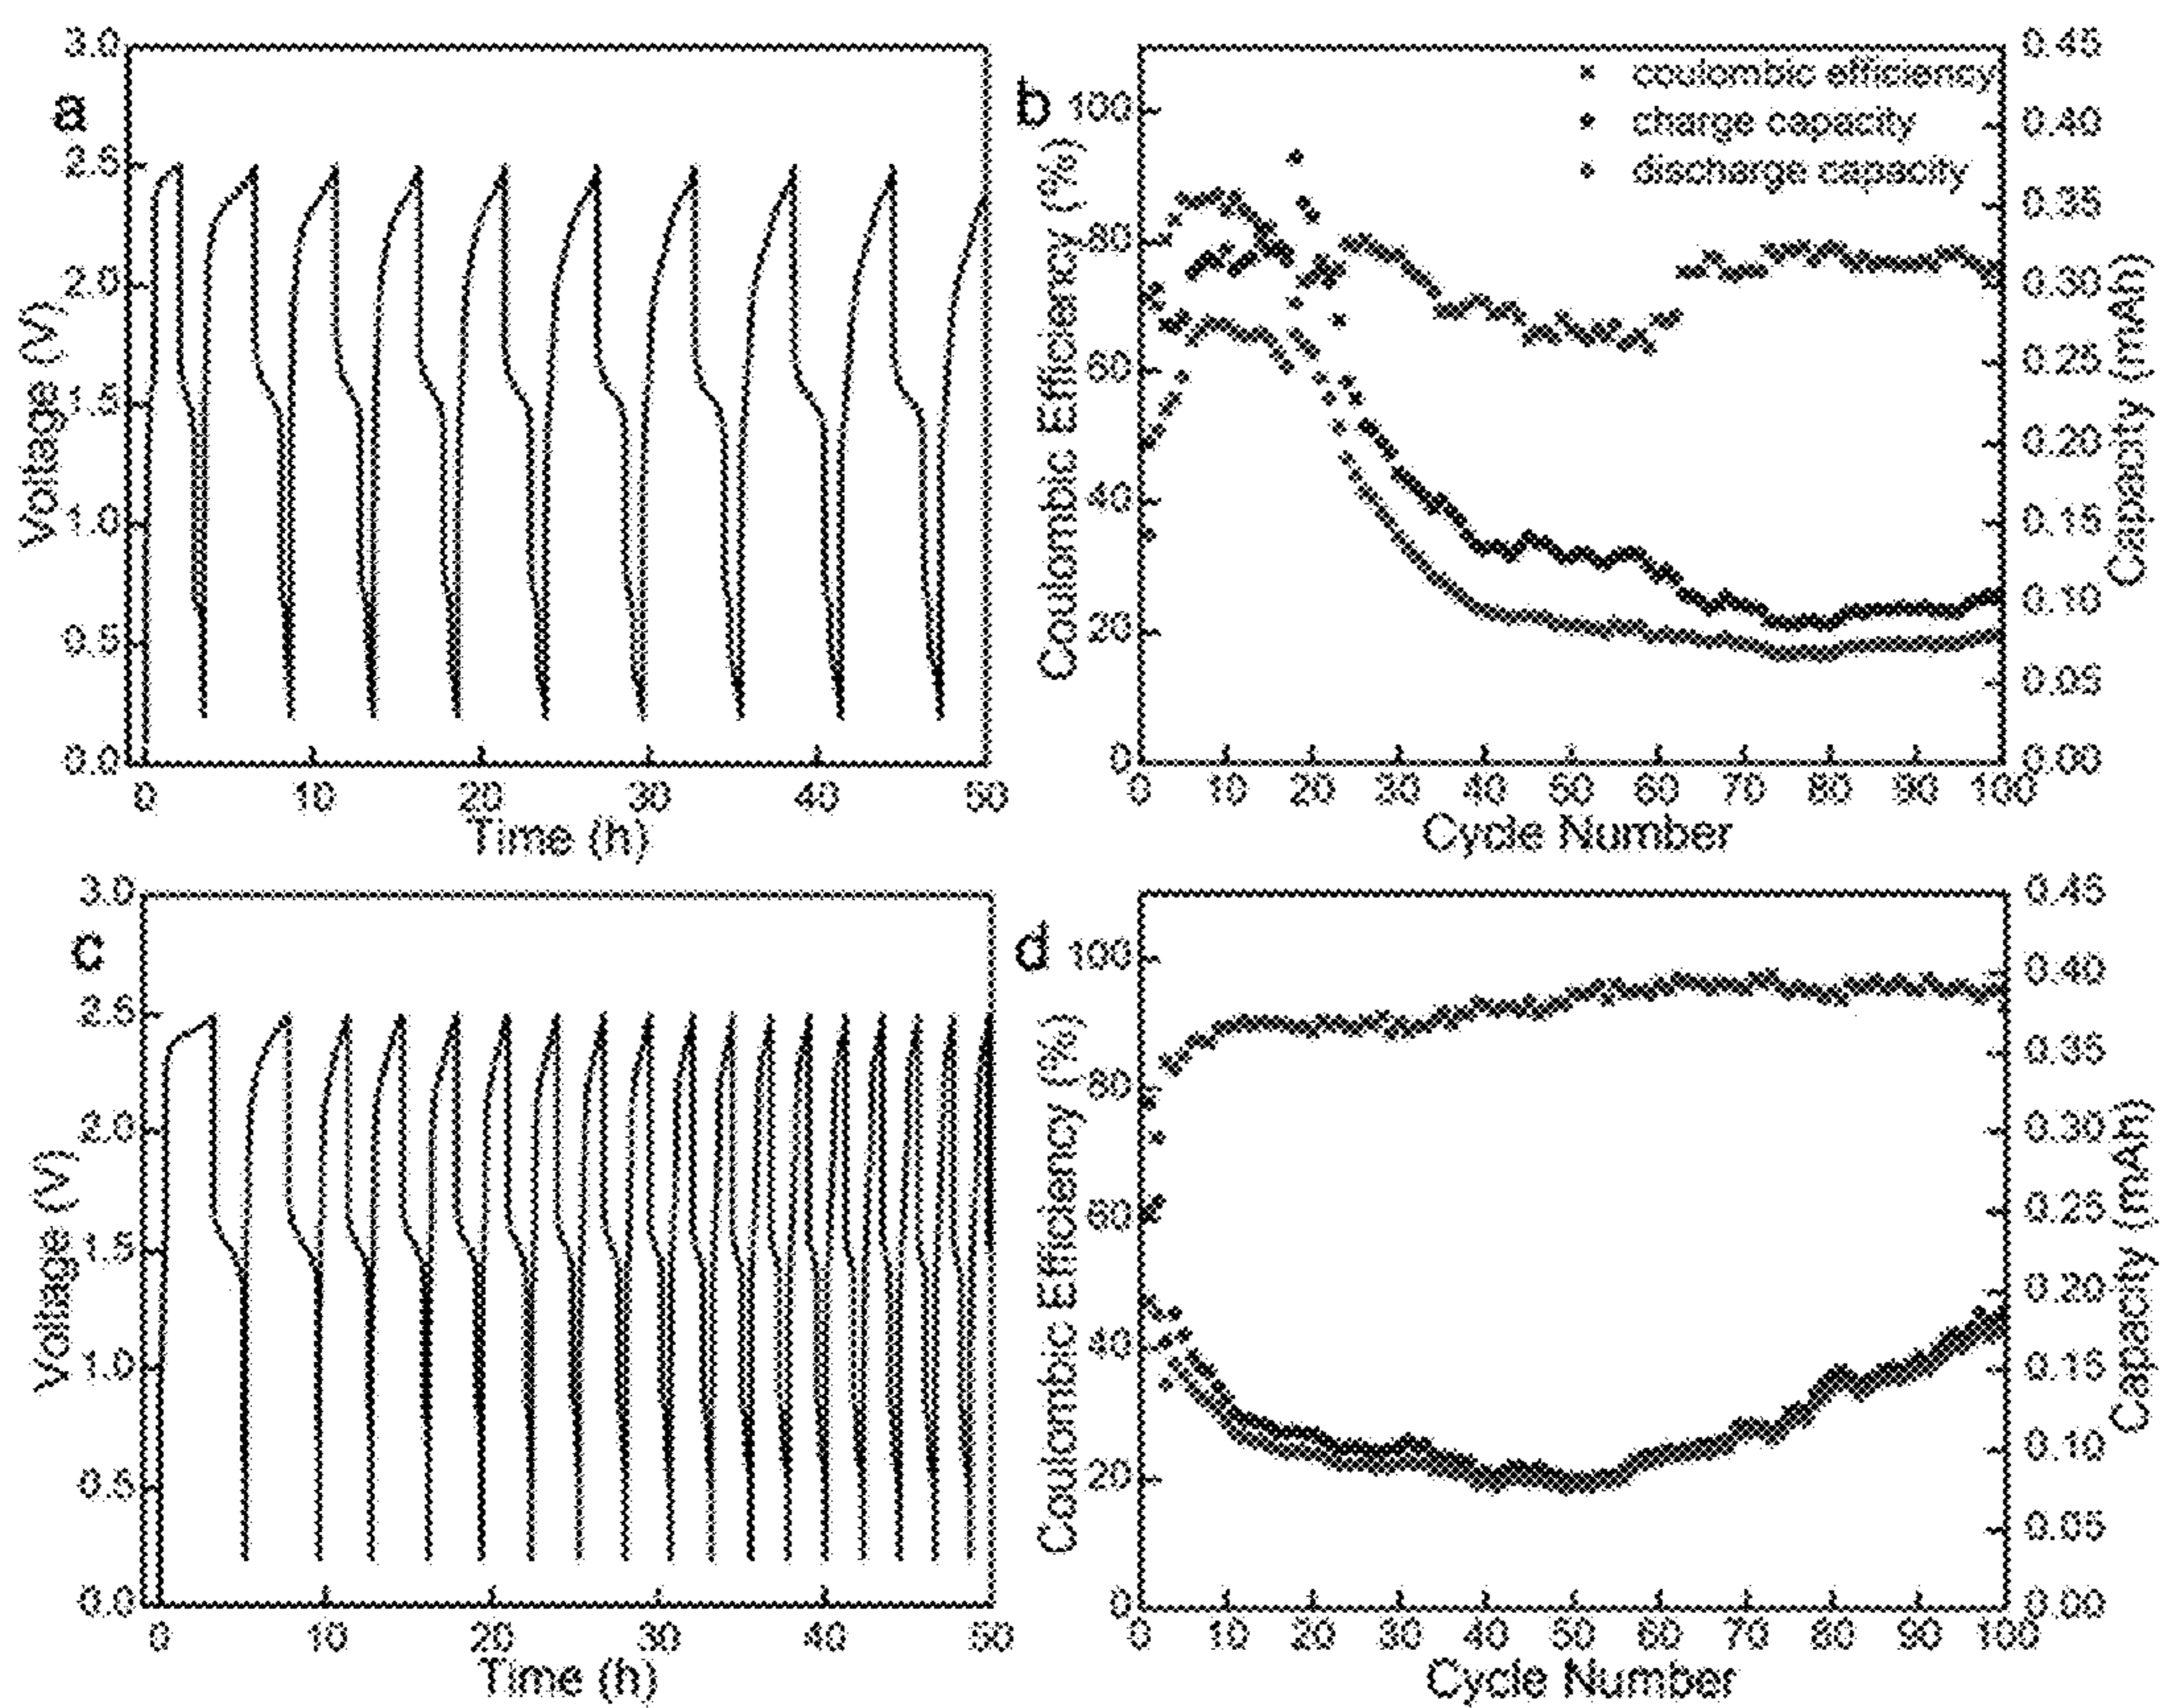 a
3.0
2.5
2.0
1.5
1.0
0.5
0.0
Voltage (V)
0 10 20 30 40 50
Time (h)
b
100
80
60
40
20
0
Coulombic Efficiency (%)
coulombic efficiency
charge capacity
discharge capacity
0.45
0.40
0.35
0.30
0.25
0.20
0.15
0.10
0.05
0.00
Capacity (mAh)
0 10 20 30 40 50 60 70 80 90 100
Cycle Number
c
3.0
2.5
2.0
1.5
1.0
0.5
0.0
Voltage (V)
0 10 20 30 40 50
Time (h)
d
100
80
60
40
20
0
Coulombic Efficiency (%)
0.45
0.40
0.35
0.30
0.25
0.20
0.15
0.10
0.05
0.00
Capacity (mAh)
0 10 20 30 40 50 60 70 80 90 100
Cycle Number